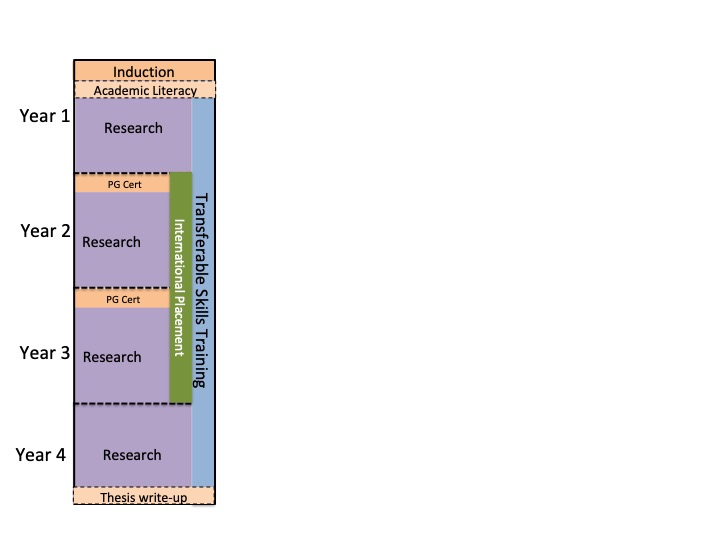 Induction
Academic Literacy
Year 1
Research
PG Cert
Year 2
Research
International Placement
Transferable Skills Training
PG Cert
Year 3
Research
Year 4
Research
Thesis write-up